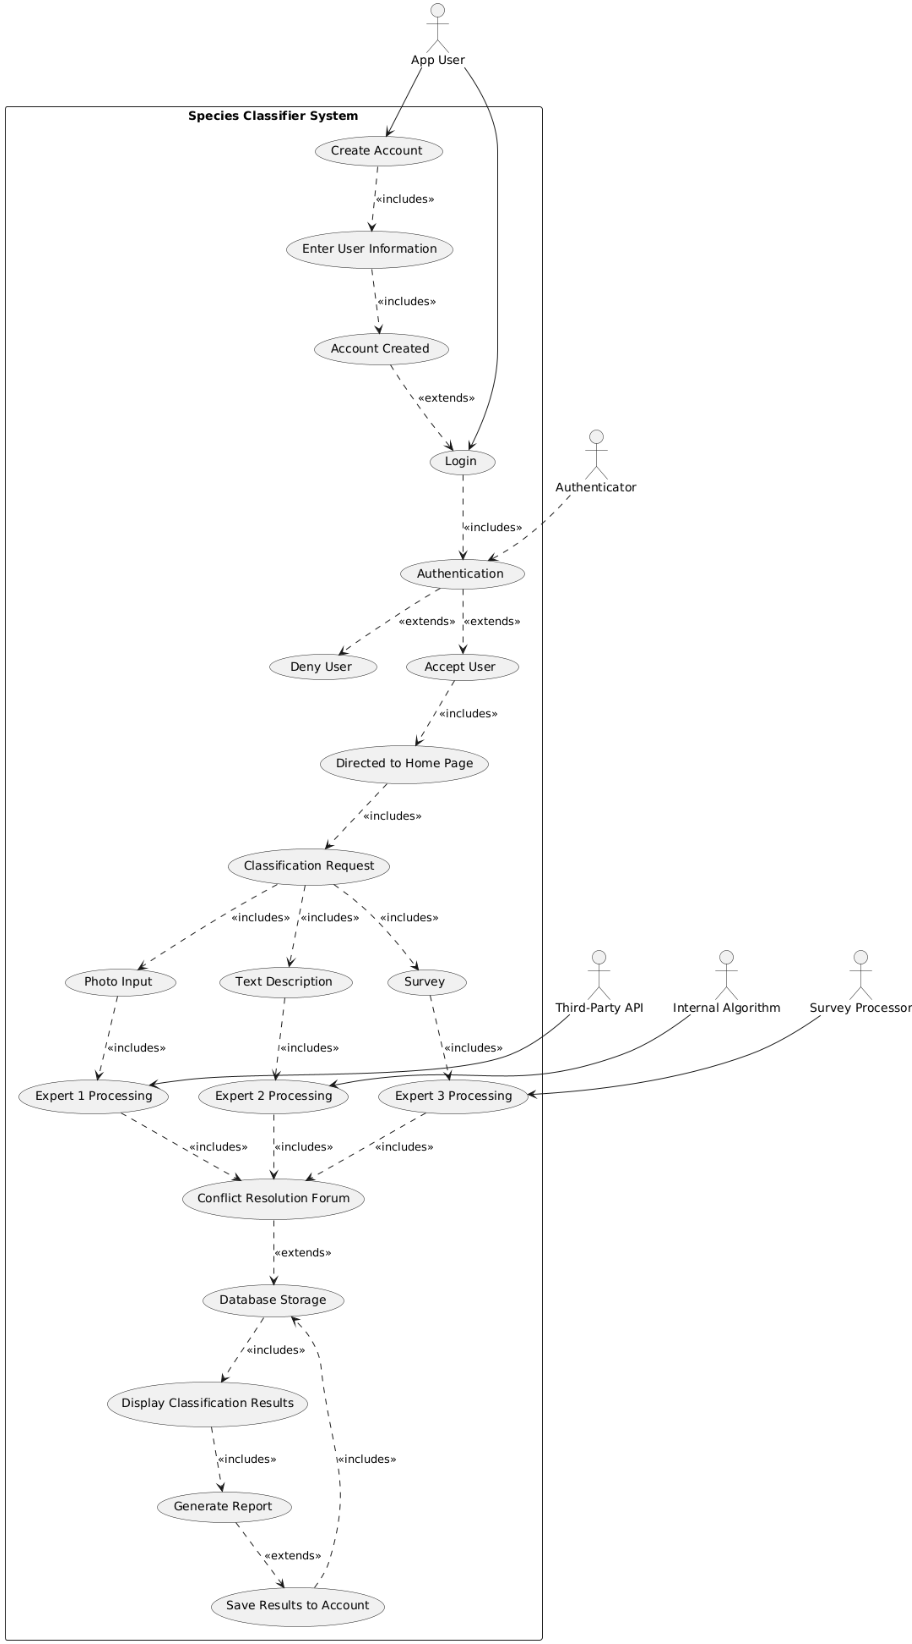 App User
Species Classifier System
Create Account
«includes»
Enter User Information
«includes»
Account Created
«extends»
Login
Authenticator
«includes»
Authentication
«extends»
«extends»
Deny User
Accept User
«includes»
Directed to Home Page
«includes»
Classification Request
«includes»
«includes»
«includes»
Photo Input
Text Description
Survey
Third-Party API
Internal Algorithm
Survey Processor
«includes»
«includes»
«includes»
Expert 1 Processing
Expert 2 Processing
Expert 3 Processing
«includes»
«includes»
«includes»
Conflict Resolution Forum
«extends»
Database Storage
«includes»
Display Classification Results
«includes»
«includes»
Generate Report
«extends»
Save Results to Account